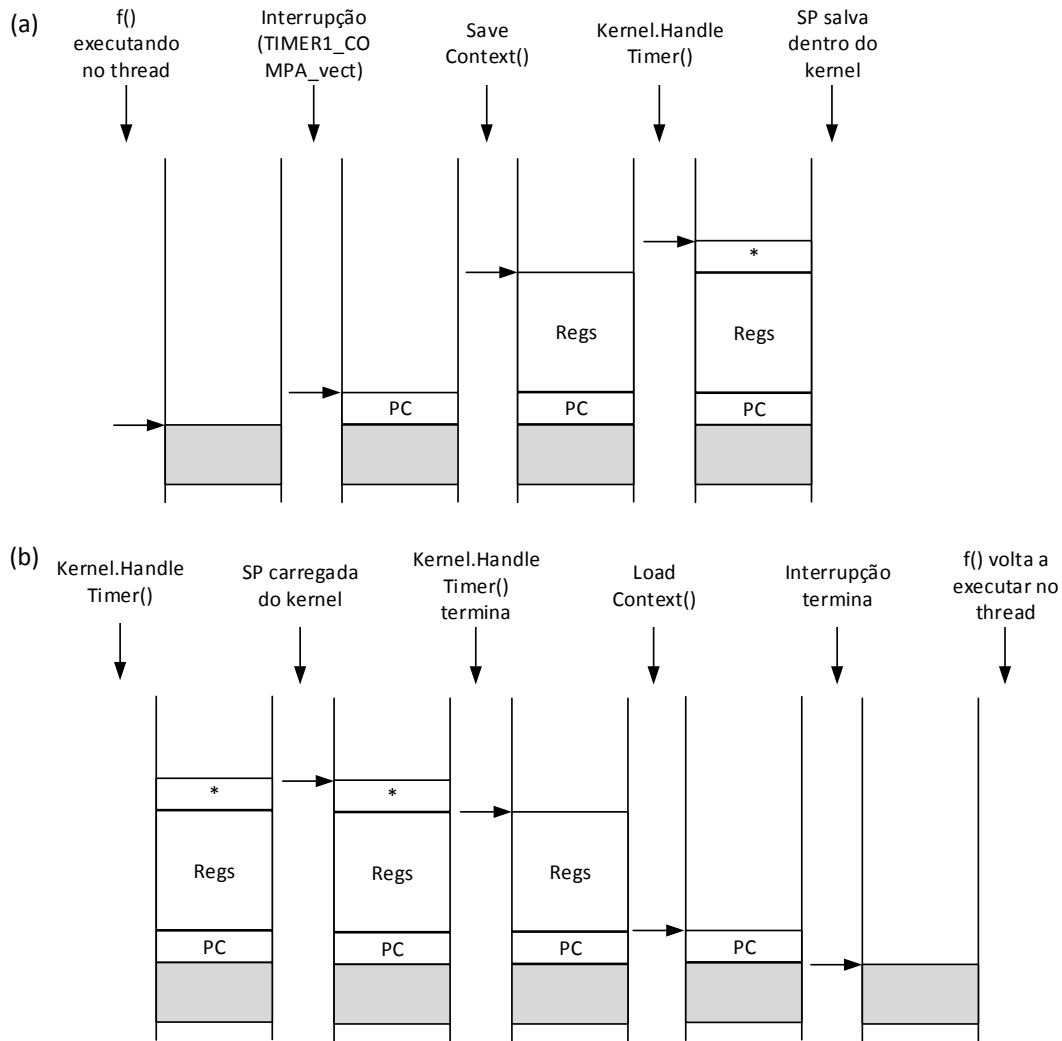 (a)
f()
executando
no thread
Interrupção
(TIMER1_CO
MPA_vect)
Save
Context()
Kernel.Handle
Timer()
SP salva
dentro do
kernel
*
Regs
Regs
PC
PC
PC
(b)
Kernel.Handle
Timer()
SP carregada
do kernel
Kernel.Handle
Timer()
termina
Load
Context()
Interrupção
termina
f() volta a
executar no
thread
*
*
Regs
Regs
Regs
PC
PC
PC
PC